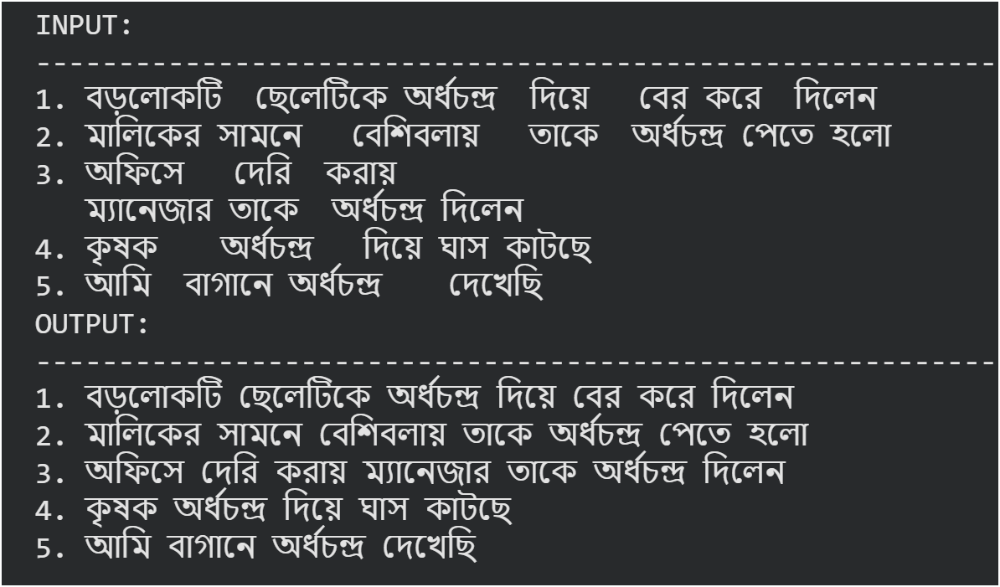 INPUT:
------------------------------------------------------------
1. বড়লোকটি  ছেলেটিকে অর্ধচন্দ্র  দিয়ে   বের করে  দিলেন
2. মালিকের সামনে   বেশিবলায়   তাকে  অর্ধচন্দ্র পেতে হলো
3. অফিসে   দেরি  করায়
   ম্যানেজার তাকে  অর্ধচন্দ্র দিলেন
4. কৃষক    অর্ধচন্দ্র   দিয়ে ঘাস কাটছে
5. আমি  বাগানে অর্ধচন্দ্র    দেখেছি
OUTPUT:
------------------------------------------------------------
1. বড়লোকটি ছেলেটিকে অর্ধচন্দ্র দিয়ে বের করে দিলেন
2. মালিকের সামনে বেশিবলায় তাকে অর্ধচন্দ্র পেতে হলো
3. অফিসে দেরি করায় ম্যানেজার তাকে অর্ধচন্দ্র দিলেন
4. কৃষক অর্ধচন্দ্র দিয়ে ঘাস কাটছে
5. আমি বাগানে অর্ধচন্দ্র দেখেছি